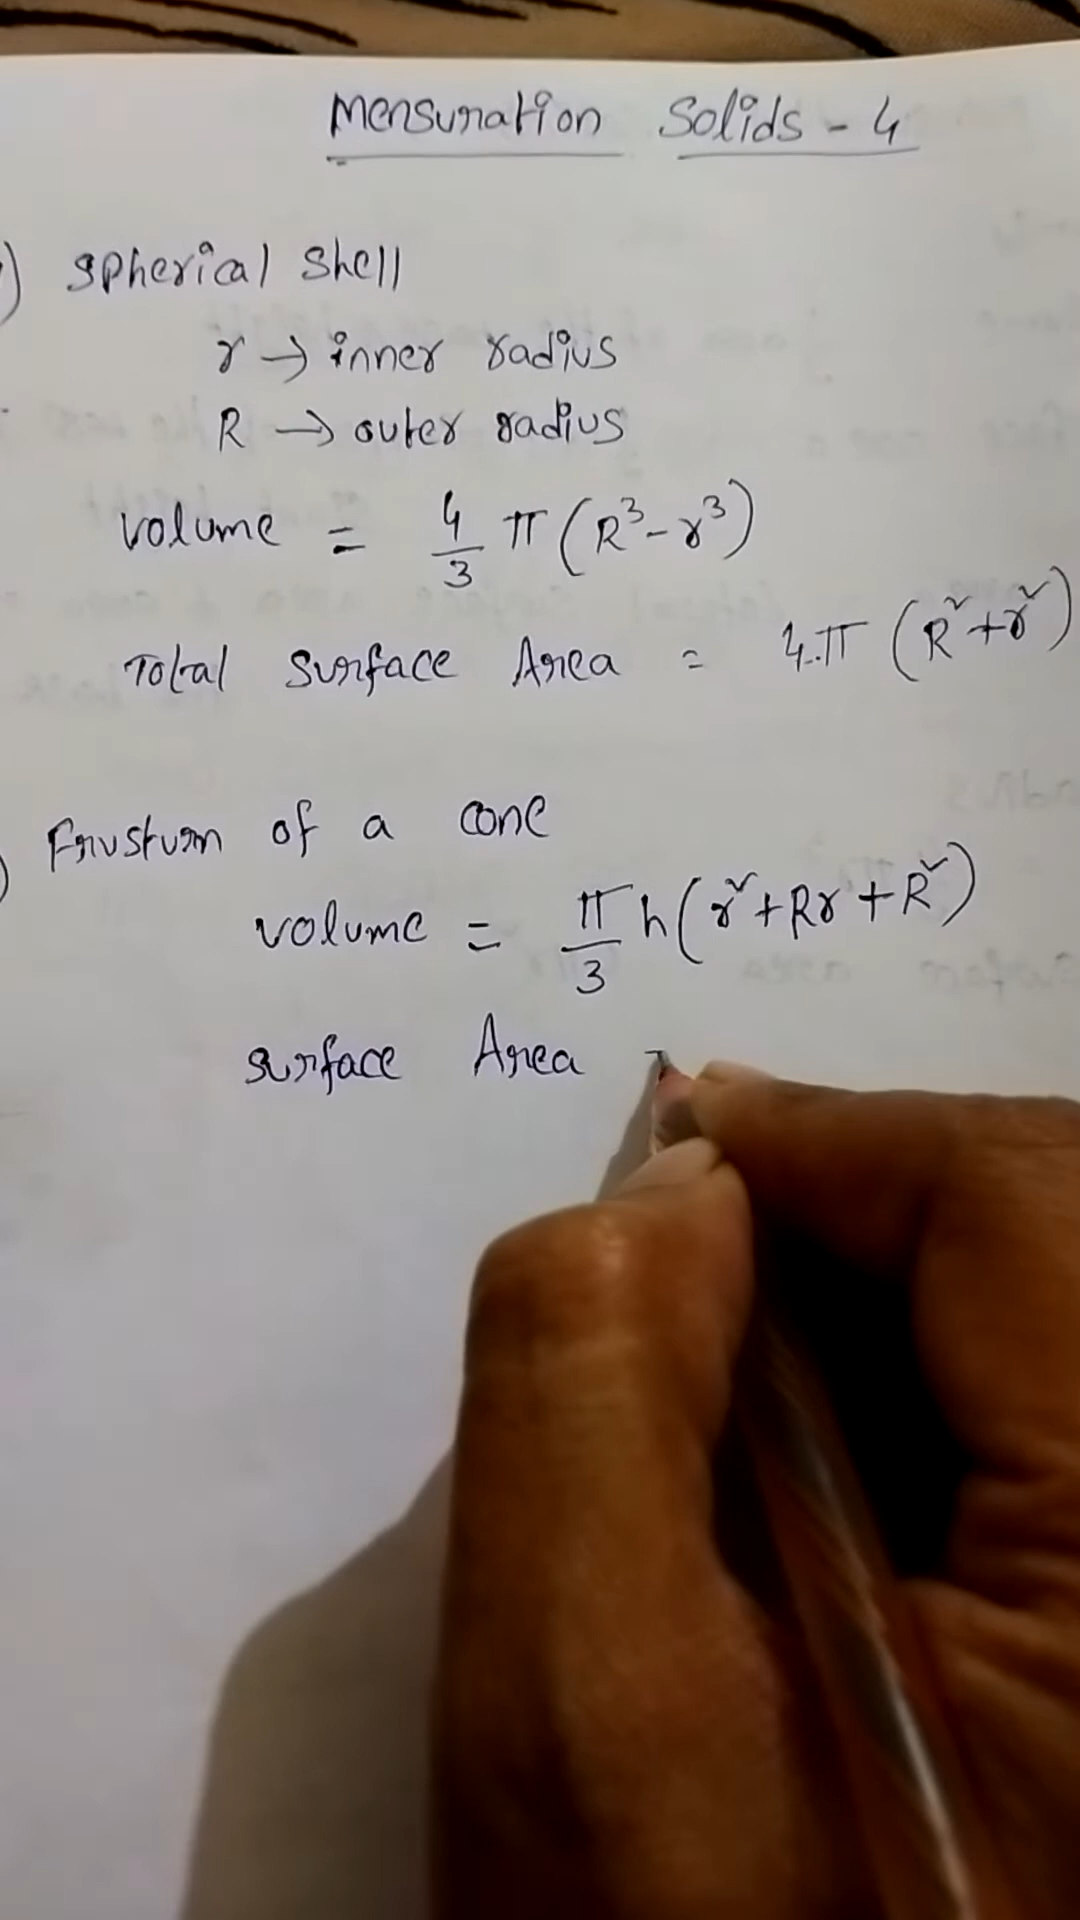 Mensuration Solids - 4
) Spherical Shell
r → inner radius
R → outer radius
Volume = 4/3 π (R³ - r³)
Total Surface Area = 4π (R² + r²)
) Frustum of a cone
volume = π/3 h (r² + Rr + R²)
surface Area